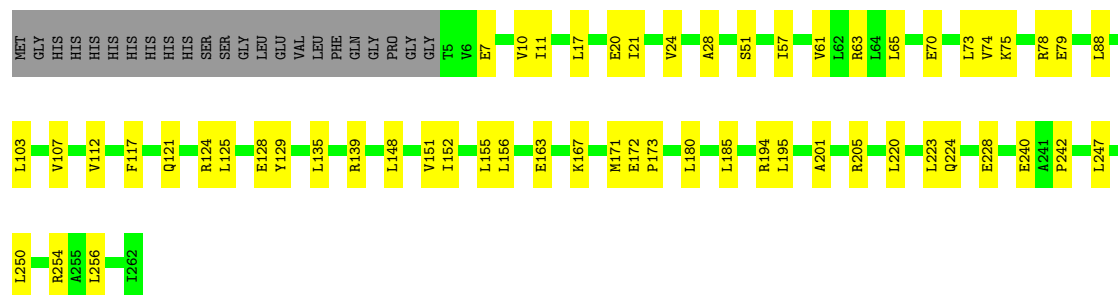 MET GLY HIS HIS HIS HIS HIS HIS HIS HIS HIS HIS SER SER GLY LEU GLU VAL LEU PHE GLN GLY PRO GLY GLY T5 V6 E7 V10 I11 L17 E20 I21 V24 A28 S51 I57 V61 L62 R63 L64 L65 E70 L73 V74 K75 R78 E79 L88
L103 V107 V112 F117 Q121 R124 L125 E128 Y129 L135 R139 L148 V151 I152 L155 L156 E163 K167 M171 E172 P173 L180 L185 R194 L195 A201 R205 L220 L223 Q224 E228 E240 A241 P242 L247
L250 R254 A255 L256 I262